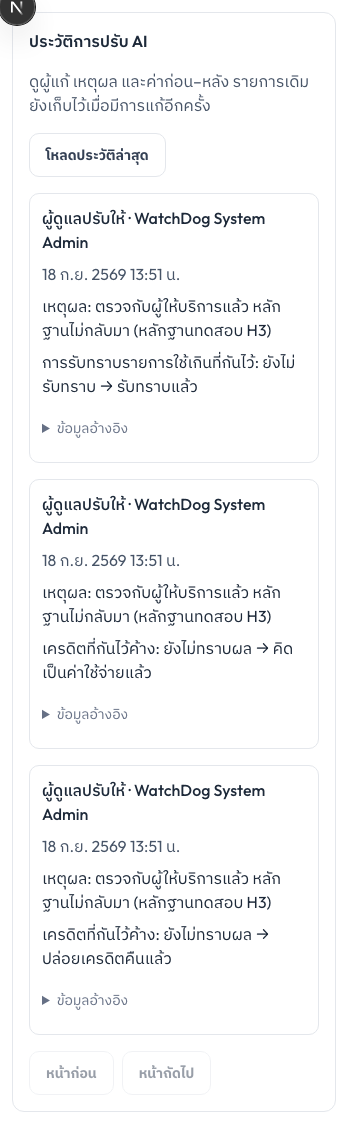 N
ประวัติการปรับ AI
ดูผู้แก้ เหตุผล และค่าก่อน–หลัง รายการเดิม
ยังเก็บไว้เมื่อมีการแก้อีกครั้ง
โหลดประวัติล่าสุด
ผู้ดูแลปรับให้ · WatchDog System
Admin
18 ก.ย. 2569 13:51 น.
เหตุผล: ตรวจกับผู้ให้บริการแล้ว หลัก
ฐานไม่กลับมา (หลักฐานทดสอบ H3)
การรับทราบรายการใช้เกินที่กันไว้: ยังไม่
รับทราบ → รับทราบแล้ว
▶ ข้อมูลอ้างอิง
ผู้ดูแลปรับให้ · WatchDog System
Admin
18 ก.ย. 2569 13:51 น.
เหตุผล: ตรวจกับผู้ให้บริการแล้ว หลัก
ฐานไม่กลับมา (หลักฐานทดสอบ H3)
เครดิตที่กันไว้ค้าง: ยังไม่ทราบผล → คิด
เป็นค่าใช้จ่ายแล้ว
▶ ข้อมูลอ้างอิง
ผู้ดูแลปรับให้ · WatchDog System
Admin
18 ก.ย. 2569 13:51 น.
เหตุผล: ตรวจกับผู้ให้บริการแล้ว หลัก
ฐานไม่กลับมา (หลักฐานทดสอบ H3)
เครดิตที่กันไว้ค้าง: ยังไม่ทราบผล →
ปล่อยเครดิตคืนแล้ว
▶ ข้อมูลอ้างอิง
หน้าก่อน
หน้าถัดไป